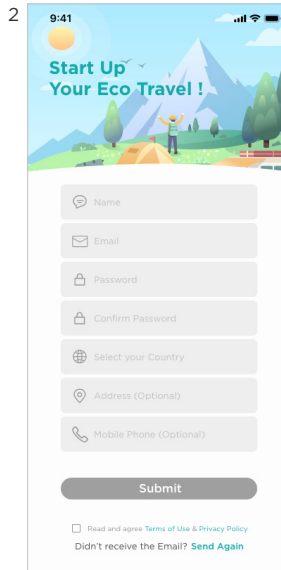 2
9:41
Start Up
Your Eco Travel !
Name
Email
Password
Confirm Password
Select your Country
Address (Optional)
Mobile Phone (Optional)
Submit
Read and agree Terms of Use & Privacy Policy
Didn't receive the Email? Send Again